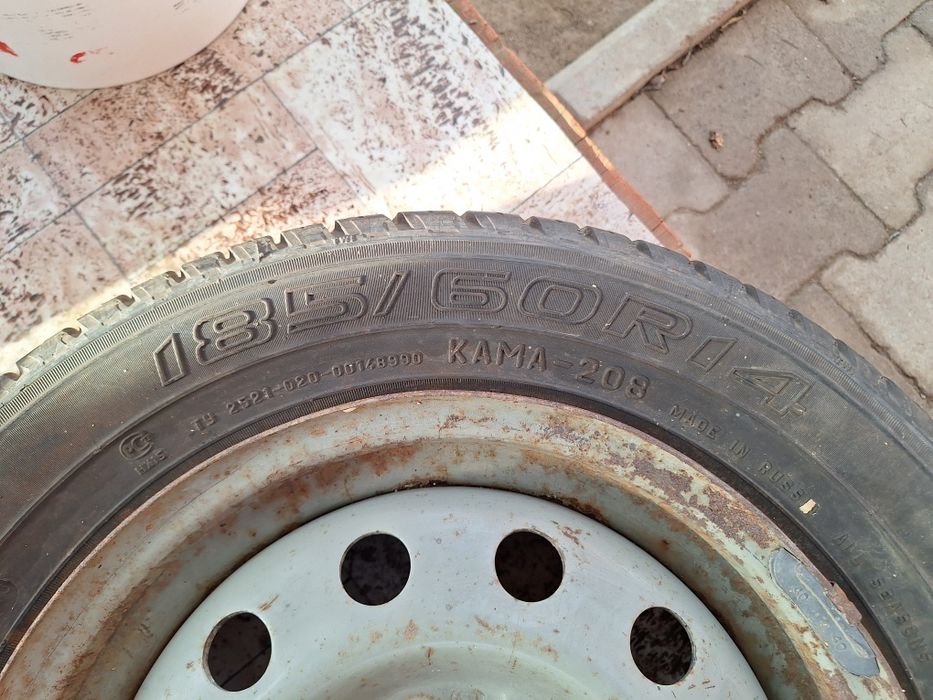 185/60R14
ТУ 2521-020-00148990
КАМА-208
MADE IN RUSSIA
ALL SEASONS